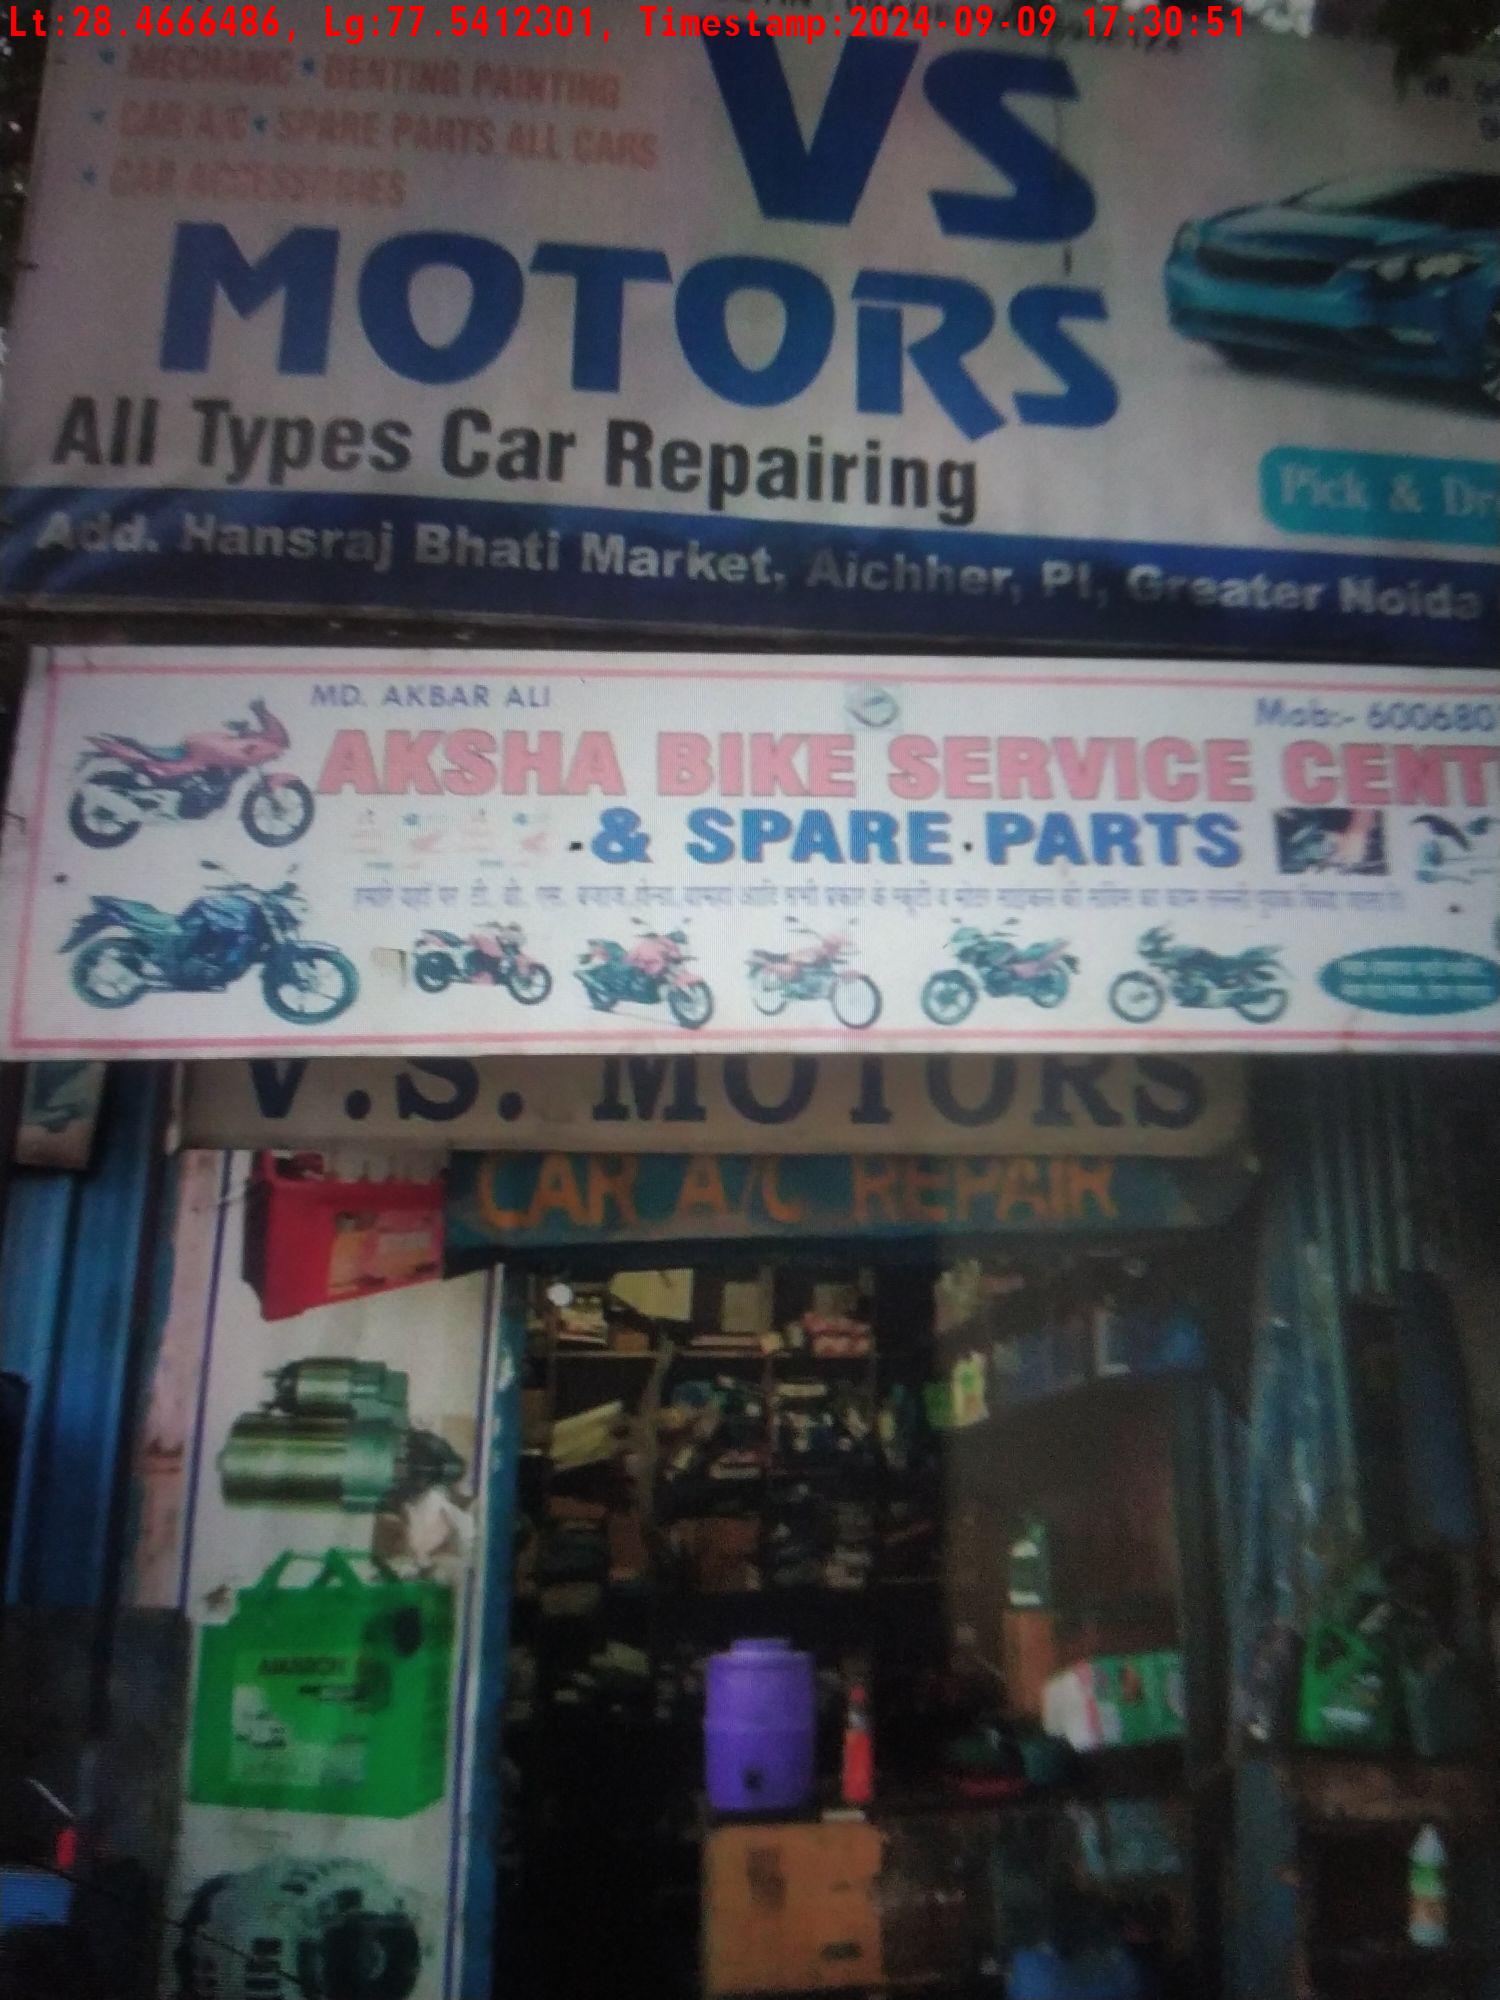 Lt:28.4666486, Lg:77.5412301, Timestamp:2024-09-09 17:30:51
* MECHANIC * DENTING PAINTING
* CAR A/C * SPARE PARTS ALL CARS
* CAR ACCESSORIES
VS
MOTORS
All Types Car Repairing
Pick &
Add. Hansraj Bhati Market, Aichher, PI, Greater Noida
MD. AKBAR ALI
Mob:- 600680
AKSHA BIKE SERVICE CENT
& SPARE PARTS
V.S. MOTORS
CAR A/C REPAIR
AMARON